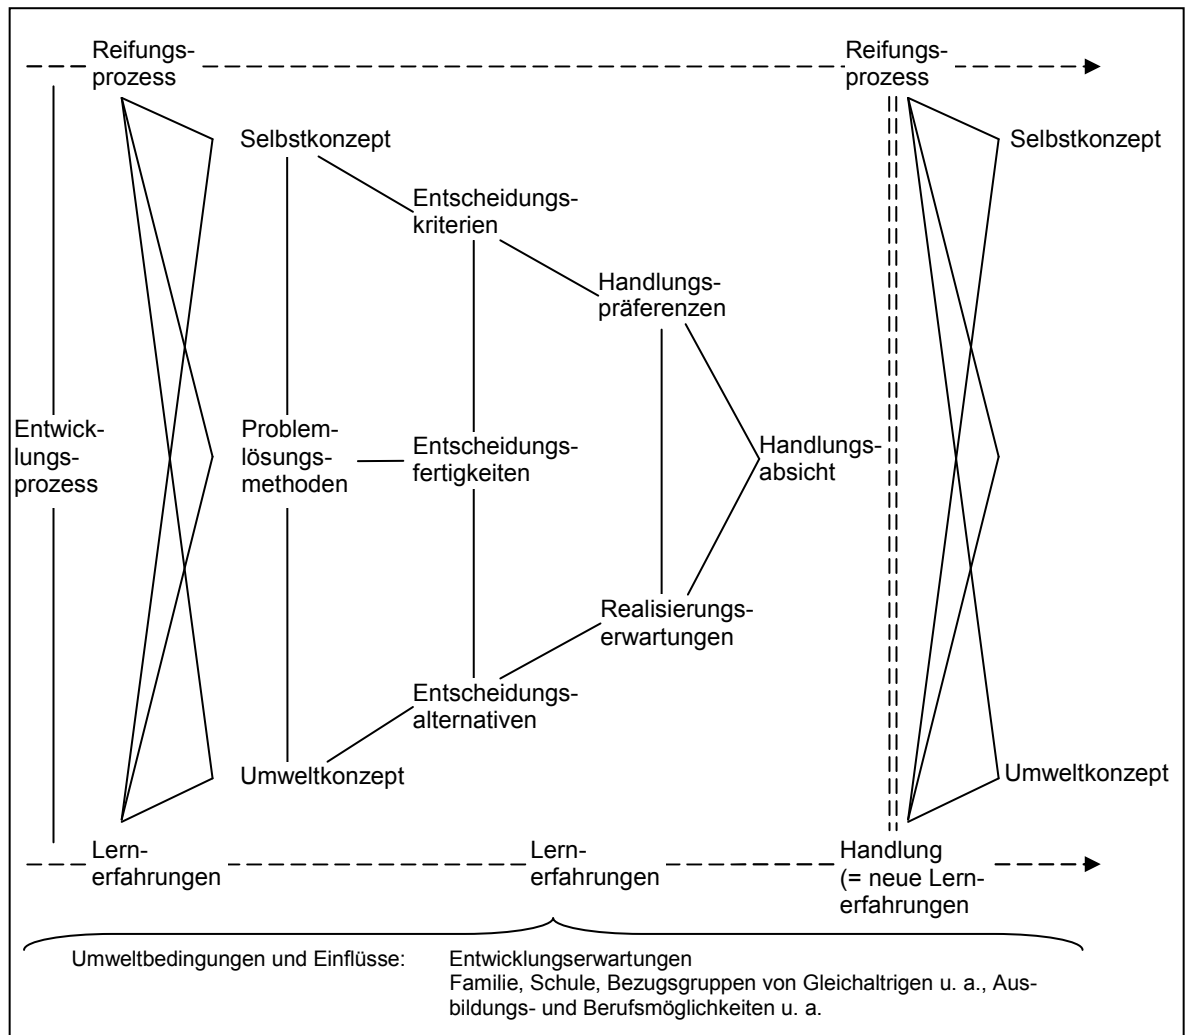 Reifungs-
prozess
Reifungs-
prozess
Selbstkonzept
Selbstkonzept
Entscheidungs-
kriterien
Handlungs-
präferenzen
Entwick-
lungs-
prozess
Problem-
lösungs-
methoden
Entscheidungs-
fertigkeiten
Handlungs-
absicht
Realisierungs-
erwartungen
Entscheidungs-
alternativen
Umweltkonzept
Umweltkonzept
Lern-
erfahrungen
Lern-
erfahrungen
Handlung
(= neue Lern-
erfahrungen
Umweltbedingungen und Einflüsse: Entwicklungserwartungen
Familie, Schule, Bezugsgruppen von Gleichaltrigen u. a., Aus-
bildungs- und Berufsmöglichkeiten u. a.